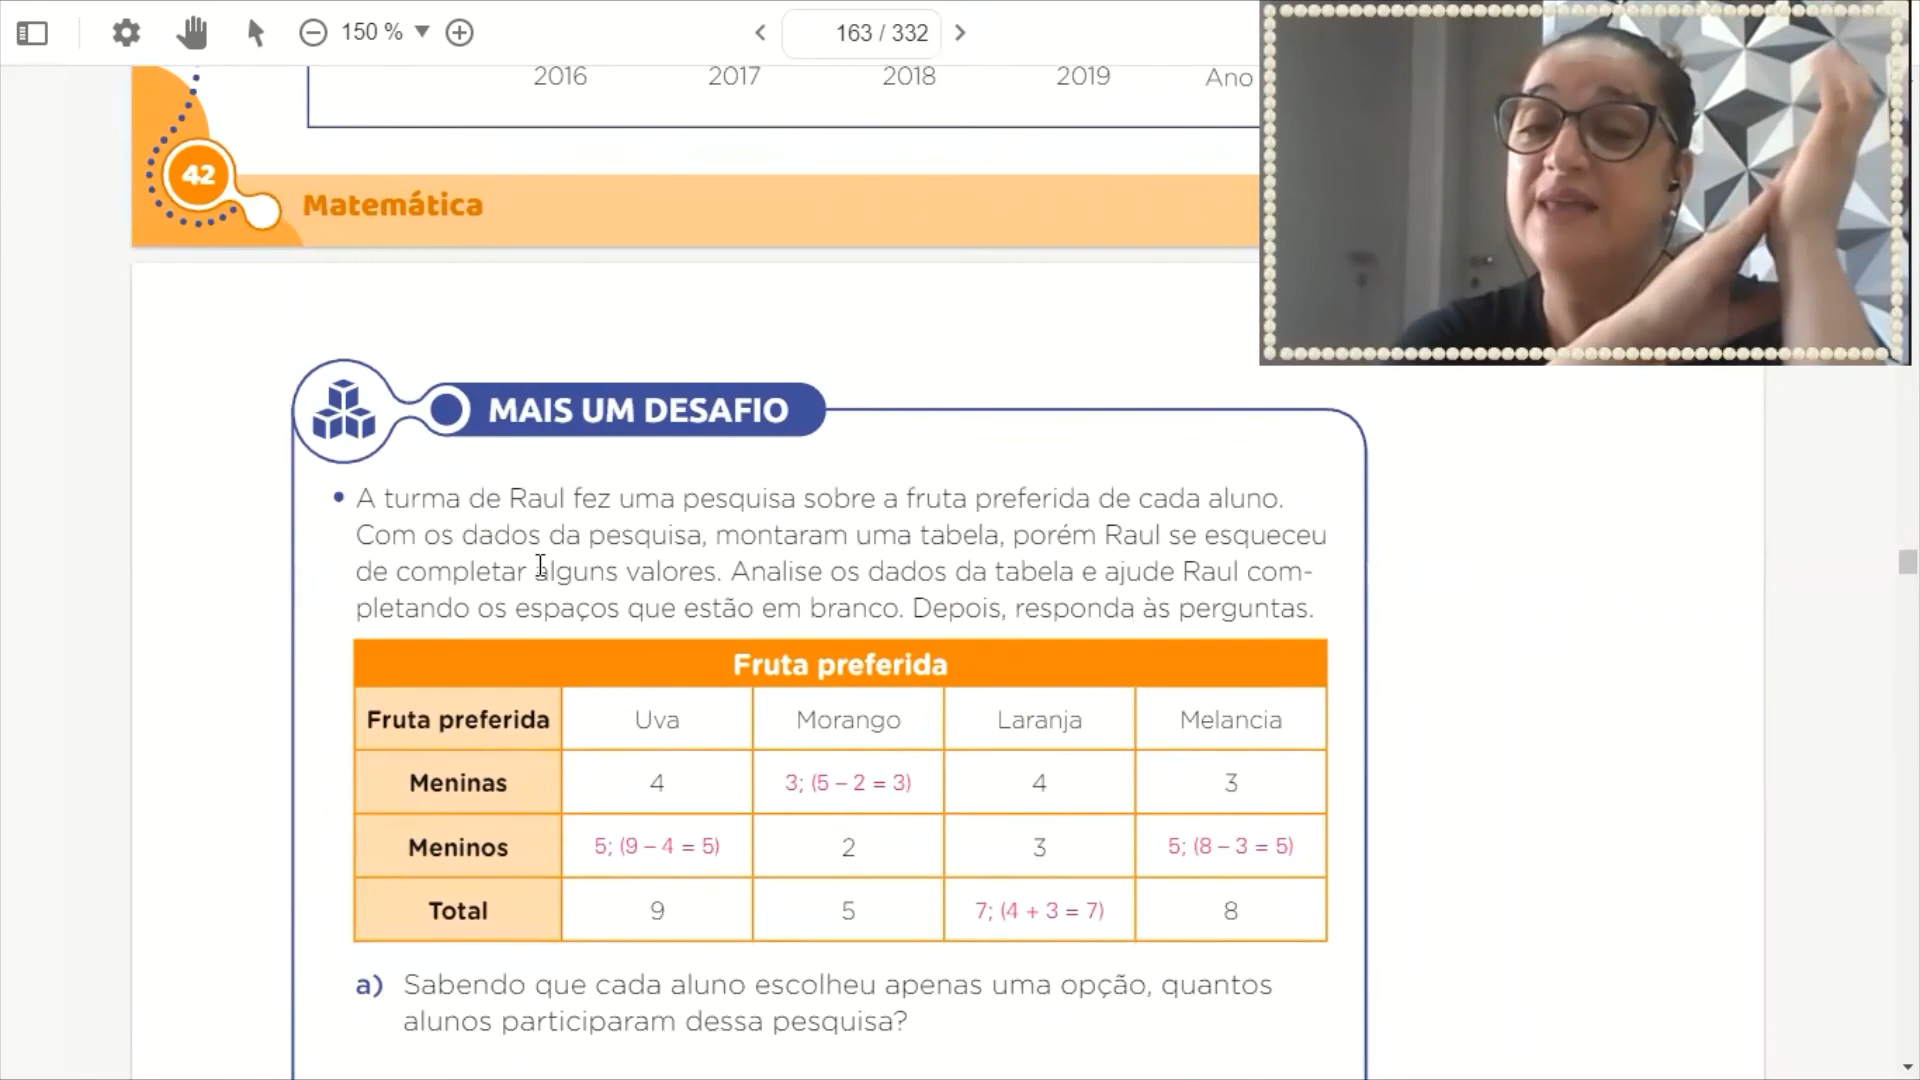 150 %
163 / 332
2016 2017 2018 2019 Ano
42
Matemática
MAIS UM DESAFIO
• A turma de Raul fez uma pesquisa sobre a fruta preferida de cada aluno.
Com os dados da pesquisa, montaram uma tabela, porém Raul se esqueceu
de completar alguns valores. Analise os dados da tabela e ajude Raul com-
pletando os espaços que estão em branco. Depois, responda às perguntas.
Fruta preferida
Fruta preferida Uva Morango Laranja Melancia
Meninas 4 3; (5 – 2 = 3) 4 3
Meninos 5; (9 – 4 = 5) 2 3 5; (8 – 3 = 5)
Total 9 5 7; (4 + 3 = 7) 8
a) Sabendo que cada aluno escolheu apenas uma opção, quantos
alunos participaram dessa pesquisa?